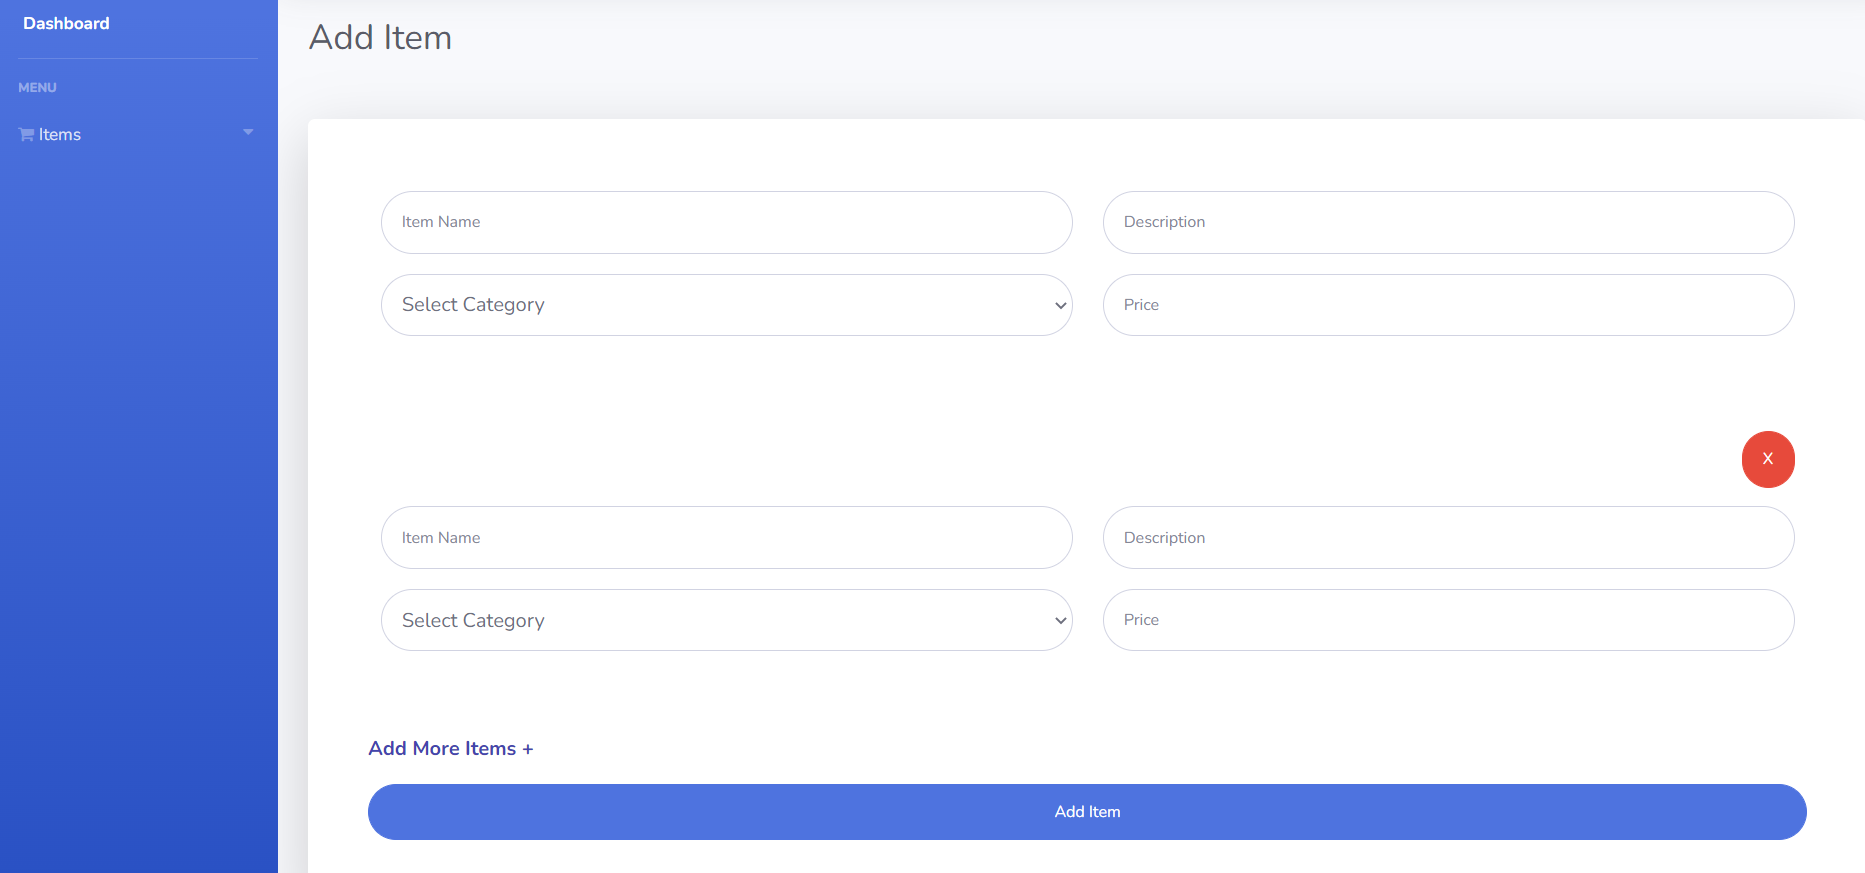 Dashboard
MENU
Items
Add Item
Item Name
Description
Select Category
Price
X
Item Name
Description
Select Category
Price
Add More Items +
Add Item